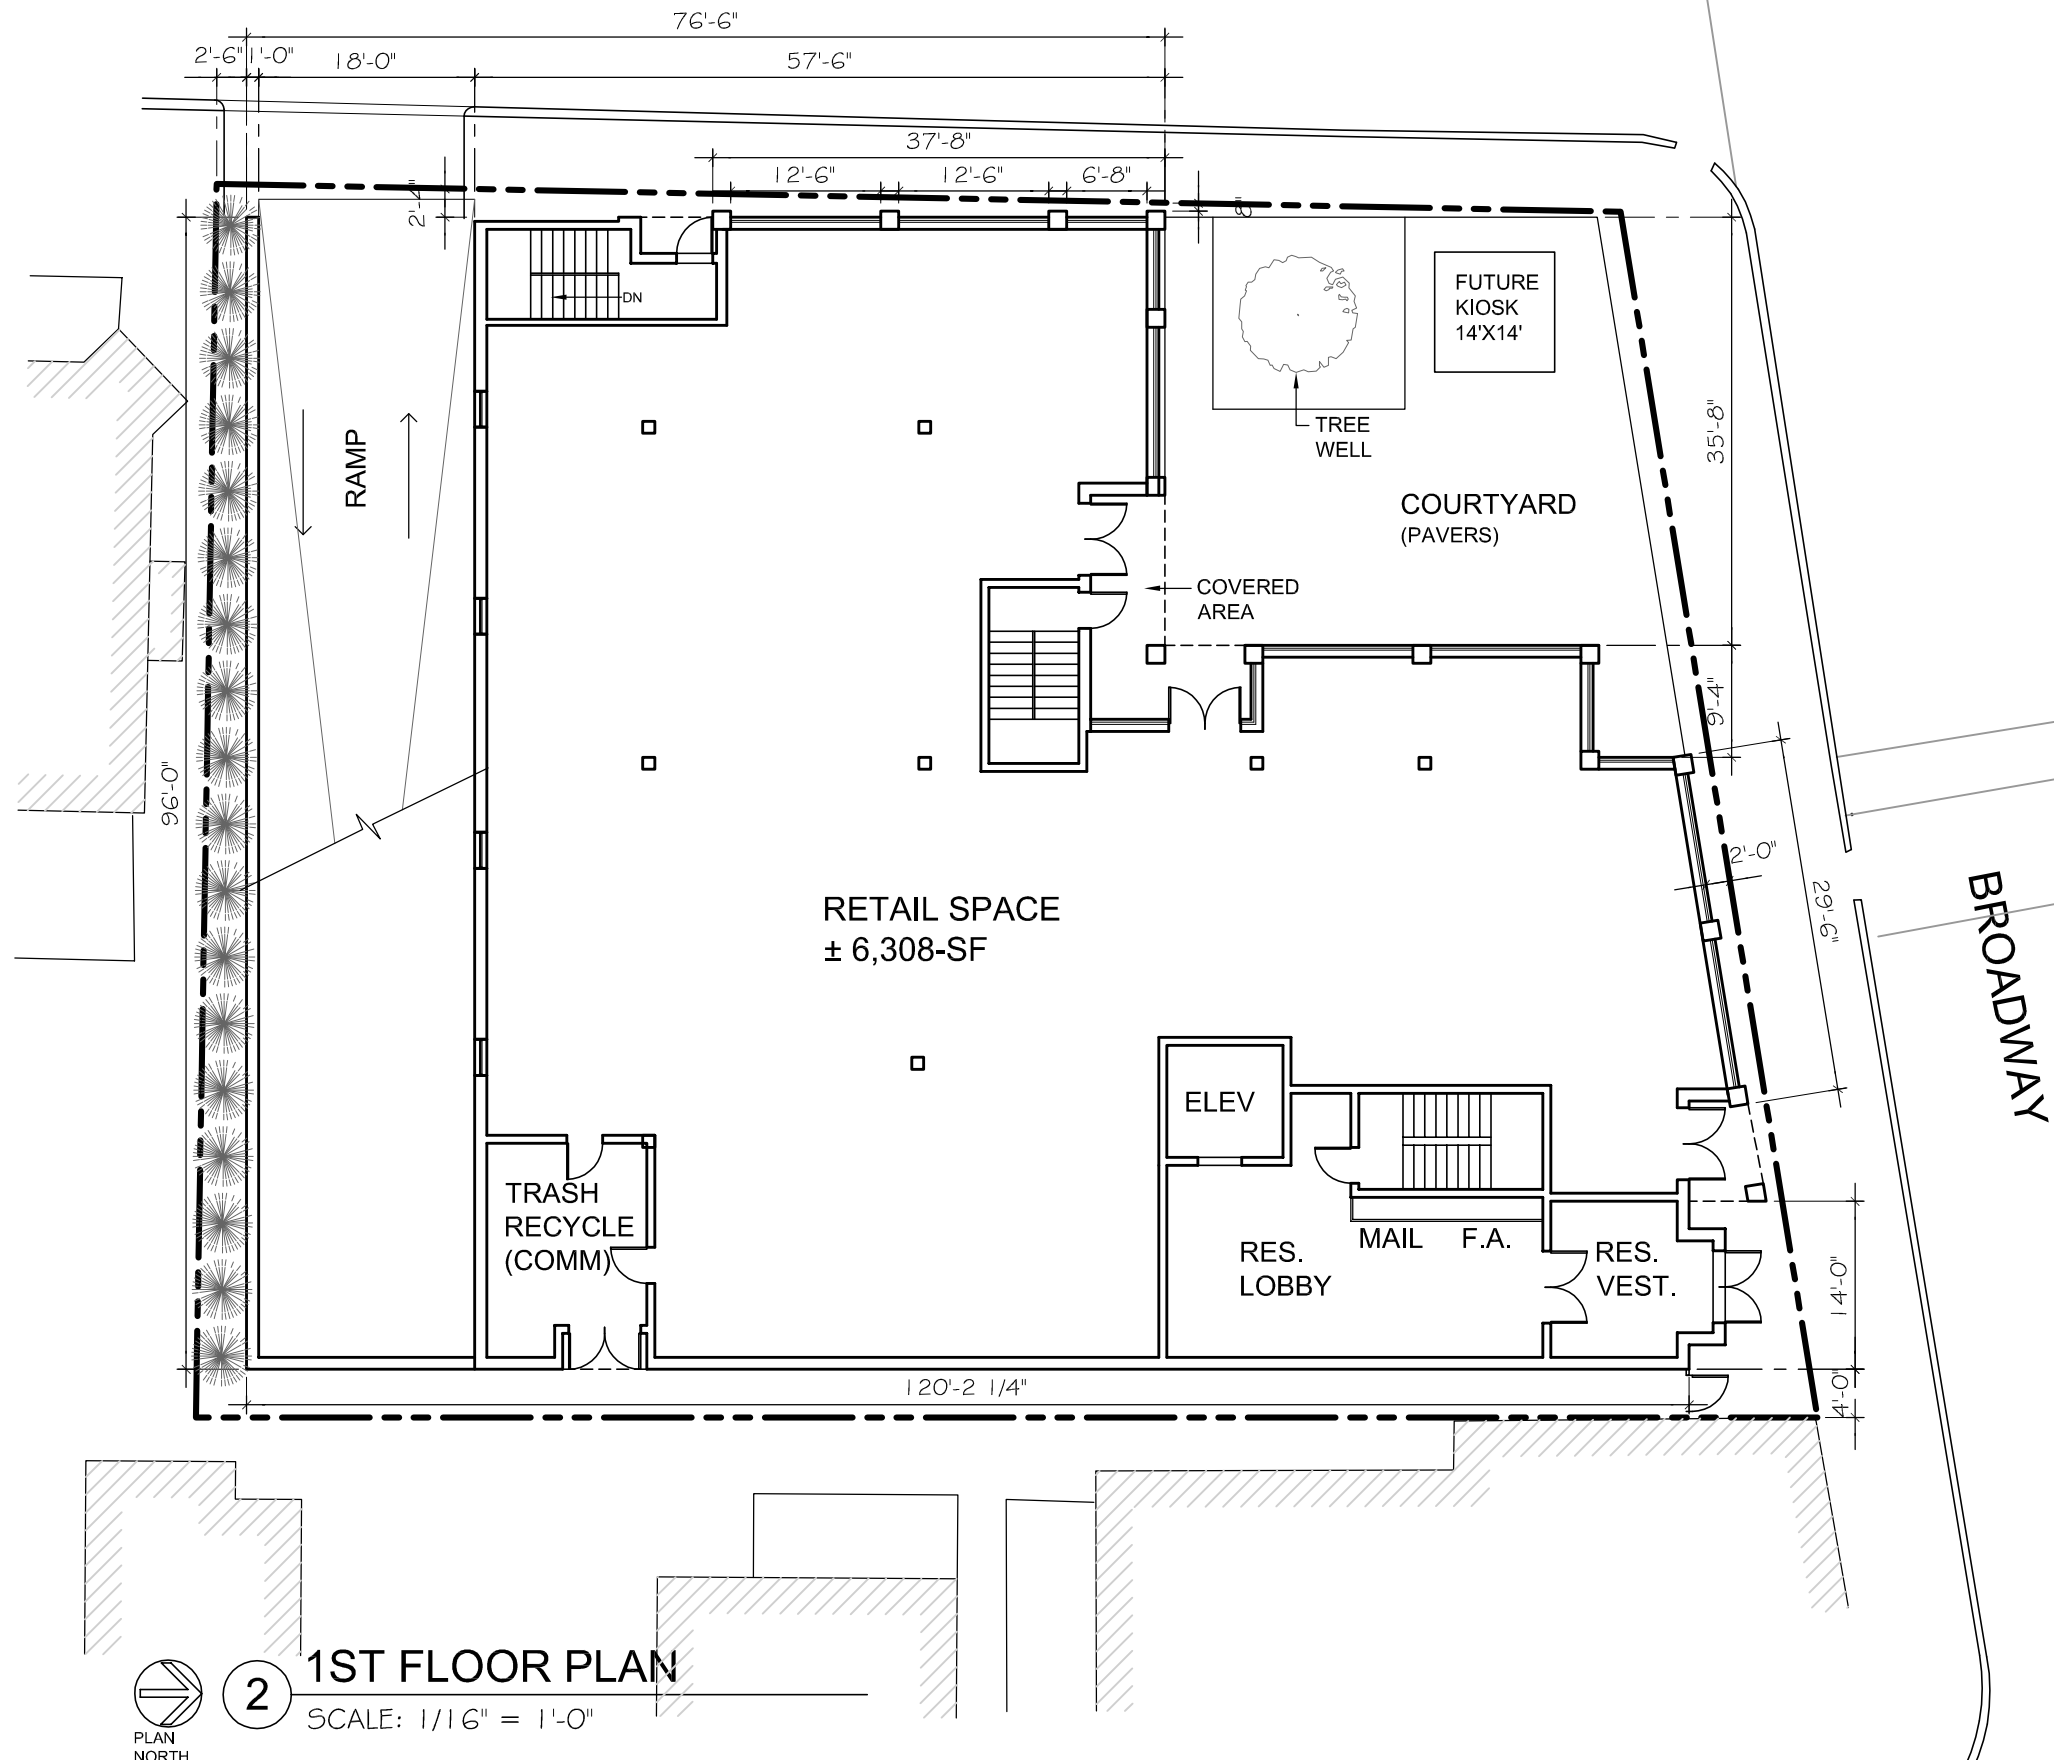 76'-6"
2'-6"
1'-0"
18'-0"
57'-6"
37'-8"
12'-6"
12'-6"
6'-8"
2'-4"
8"
DN
FUTURE
KIOSK
14'X14'
TREE
WELL
35'-8"
RAMP
COURTYARD
(PAVERS)
COVERED
AREA
9'-4"
96'-0"
2'-0"
29'-6"
BROADWAY
RETAIL SPACE
± 6,308-SF
ELEV
TRASH
RECYCLE
(COMM)
MAIL
F.A.
RES.
LOBBY
RES.
VEST.
14'-0"
4'-0"
120'-2 1/4"
2
1ST FLOOR PLAN
SCALE: 1/16" = 1'-0"
PLAN
NORTH